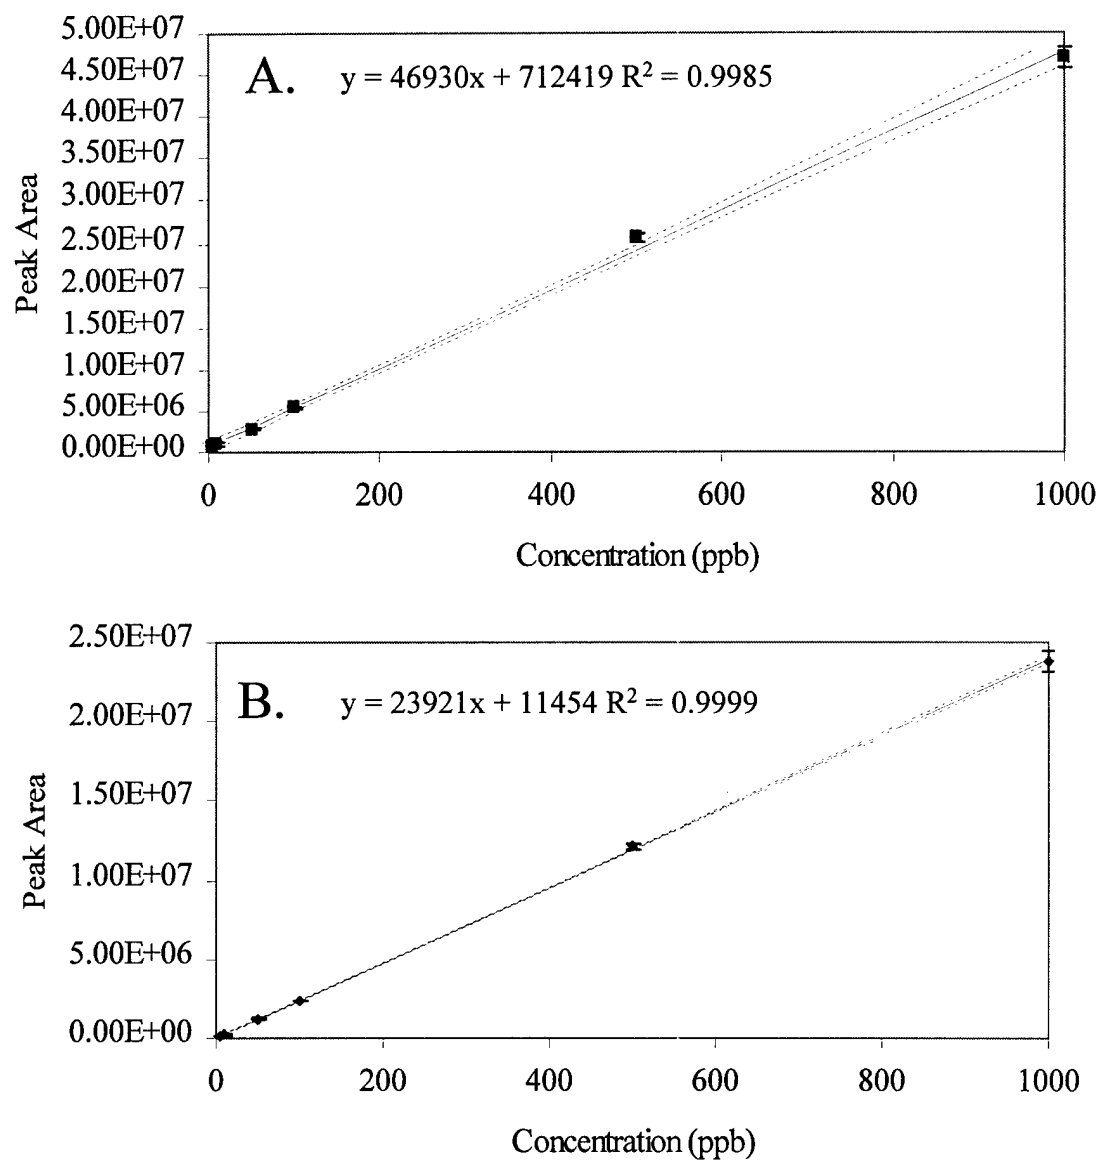 5.00E+07
4.50E+07
4.00E+07
3.50E+07
3.00E+07
2.50E+07
2.00E+07
1.50E+07
1.00E+07
5.00E+06
0.00E+00
Peak Area
A. y = 46930x + 712419 R² = 0.9985
0 200 400 600 800 1000
Concentration (ppb)
2.50E+07
2.00E+07
1.50E+07
1.00E+07
5.00E+06
0.00E+00
Peak Area
B. y = 23921x + 11454 R² = 0.9999
0 200 400 600 800 1000
Concentration (ppb)